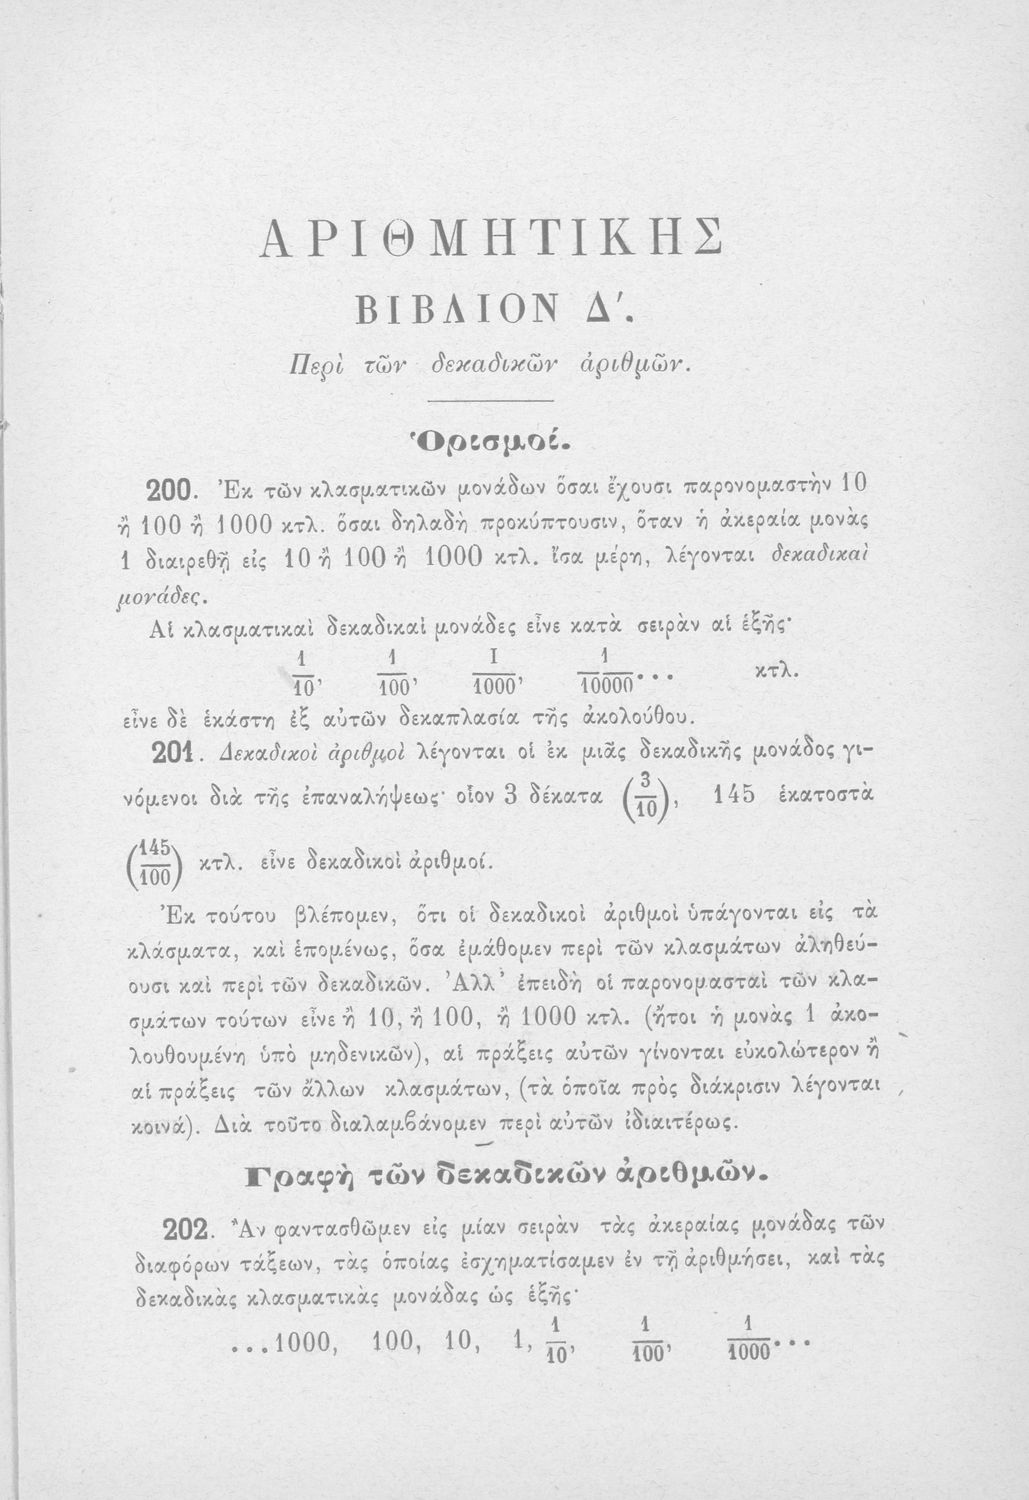 ΑΡΙΘΜΗΤΙΚΗΣ
ΒΙΒΛΙΟΝ Δʹ.
Περὶ τῶν δεκαδικῶν ἀριθμῶν.
Ὁρισμοί.
200. Ἐκ τῶν κλασματικῶν μονάδων ὅσαι ἔχουσι παρονομαστὴν 10
ἢ 100 ἢ 1000 κτλ. ὅσαι δηλαδὴ προκύπτουσιν, ὅταν ἡ ἀκεραία μονὰς
1 διαιρεθῇ εἰς 10 ἢ 100 ἢ 1000 κτλ. ἴσα μέρη, λέγονται δεκαδικαὶ
μονάδες.
Αἱ κλασματικαὶ δεκαδικαὶ μονάδες εἶνε κατὰ σειρὰν αἱ ἑξῆς·
1/10, 1/100, 1/1000, 1/10000... κτλ.
εἶνε δὲ ἑκάστη ἐξ αὐτῶν δεκαπλασία τῆς ἀκολούθου.
201. Δεκαδικοὶ ἀριθμοὶ λέγονται οἱ ἐκ μιᾶς δεκαδικῆς μονάδος γι-
νόμενοι διὰ τῆς ἐπαναλήψεως· οἷον 3 δέκατα (3/10), 145 ἑκατοστὰ
(145/100) κτλ. εἶνε δεκαδικοὶ ἀριθμοί.
Ἐκ τούτου βλέπομεν, ὅτι οἱ δεκαδικοὶ ἀριθμοὶ ὑπάγονται εἰς τὰ
κλάσματα, καὶ ἑπομένως, ὅσα ἐμάθομεν περὶ τῶν κλασμάτων ἀληθεύ-
ουσι καὶ περὶ τῶν δεκαδικῶν. Ἀλλ’ ἐπειδὴ οἱ παρονομασταὶ τῶν κλα-
σμάτων τούτων εἶνε ἢ 10, ἢ 100, ἢ 1000 κτλ. (ἤτοι ἡ μονὰς 1 ἀκο-
λουθουμένη ὑπὸ μηδενικῶν), αἱ πράξεις αὐτῶν γίνονται εὐκολώτερον ἢ
αἱ πράξεις τῶν ἄλλων κλασμάτων, (τὰ ὁποῖα πρὸς διάκρισιν λέγονται
κοινά). Διὰ τοῦτο διαλαμβάνομεν περὶ αὐτῶν ἰδιαιτέρως.
Γραφὴ τῶν δεκαδικῶν ἀριθμῶν.
202. Ἂν φαντασθῶμεν εἰς μίαν σειρὰν τὰς ἀκεραίας μονάδας τῶν
διαφόρων τάξεων, τὰς ὁποίας ἐσχηματίσαμεν ἐν τῇ ἀριθμήσει, καὶ τὰς
δεκαδικὰς κλασματικὰς μονάδας ὡς ἑξῆς·
...1000, 100, 10, 1, 1/10, 1/100, 1/1000...